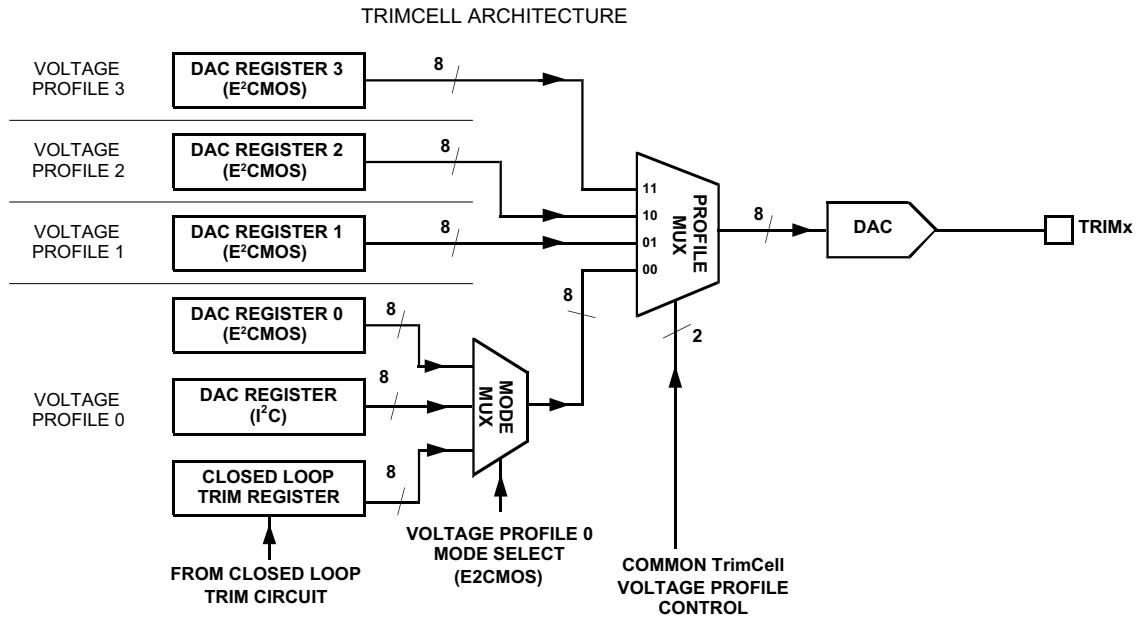 TRIMCELL ARCHITECTURE
VOLTAGE
PROFILE 3
DAC REGISTER 3
(E²CMOS)
8
VOLTAGE
PROFILE 2
DAC REGISTER 2
(E²CMOS)
8
VOLTAGE
PROFILE 1
DAC REGISTER 1
(E²CMOS)
8
11
10
01
00
PROFILE
MUX
8
DAC
TRIMx
VOLTAGE
PROFILE 0
DAC REGISTER 0
(E²CMOS)
8
DAC REGISTER
(I²C)
8
CLOSED LOOP
TRIM REGISTER
8
MODE
MUX
8
2
FROM CLOSED LOOP
TRIM CIRCUIT
VOLTAGE PROFILE 0
MODE SELECT
(E2CMOS)
COMMON TrimCell
VOLTAGE PROFILE
CONTROL